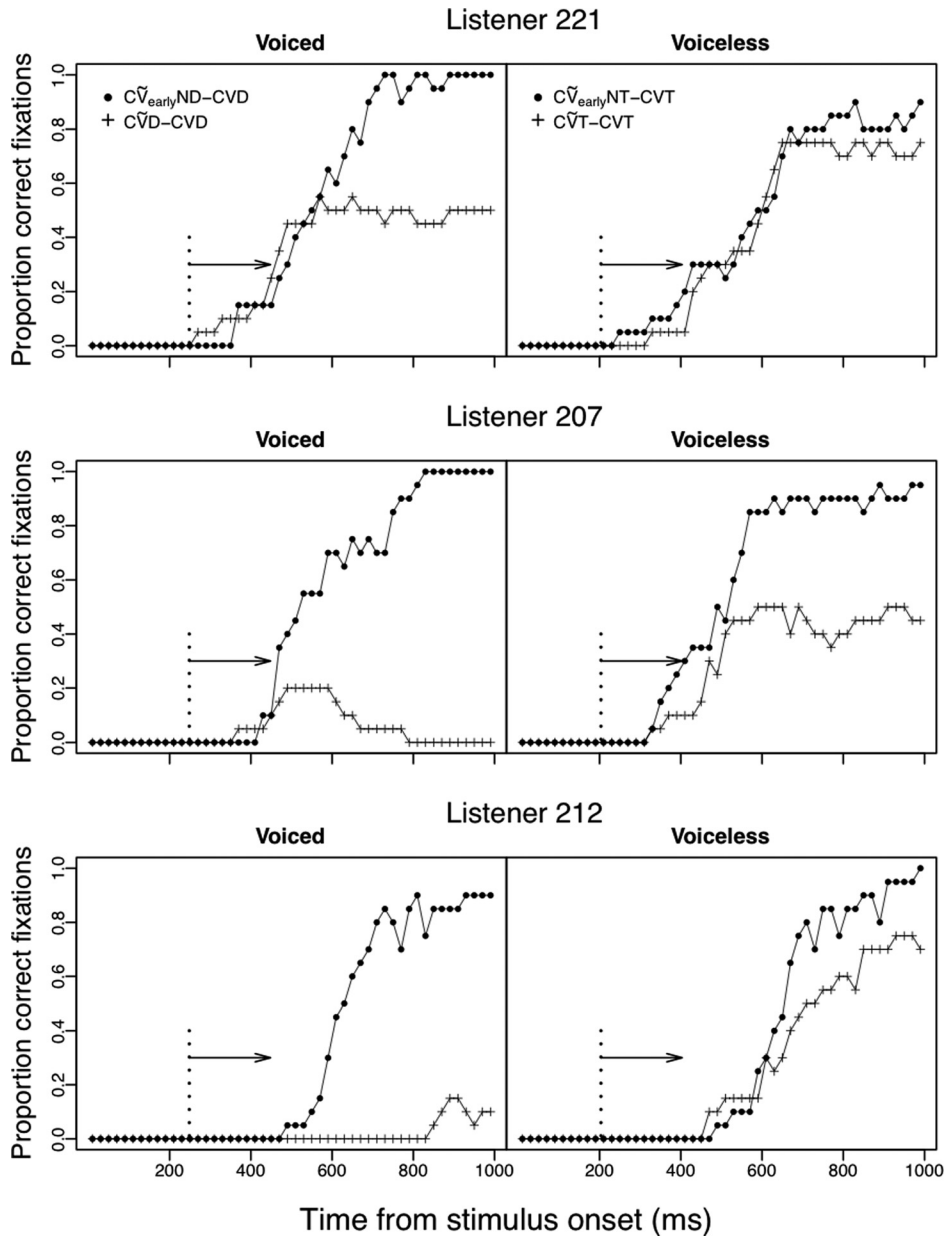 Listener 221
Voiced
Voiceless
Proportion correct fixations
0.0 0.2 0.4 0.6 0.8 1.0
CṼearlyND–CVD
CṼD–CVD
CṼearlyNT–CVT
CṼT–CVT
Listener 207
Voiced
Voiceless
Proportion correct fixations
0.0 0.2 0.4 0.6 0.8 1.0
Listener 212
Voiced
Voiceless
Proportion correct fixations
0.0 0.2 0.4 0.6 0.8 1.0
200 400 600 800 1000 200 400 600 800 1000
Time from stimulus onset (ms)